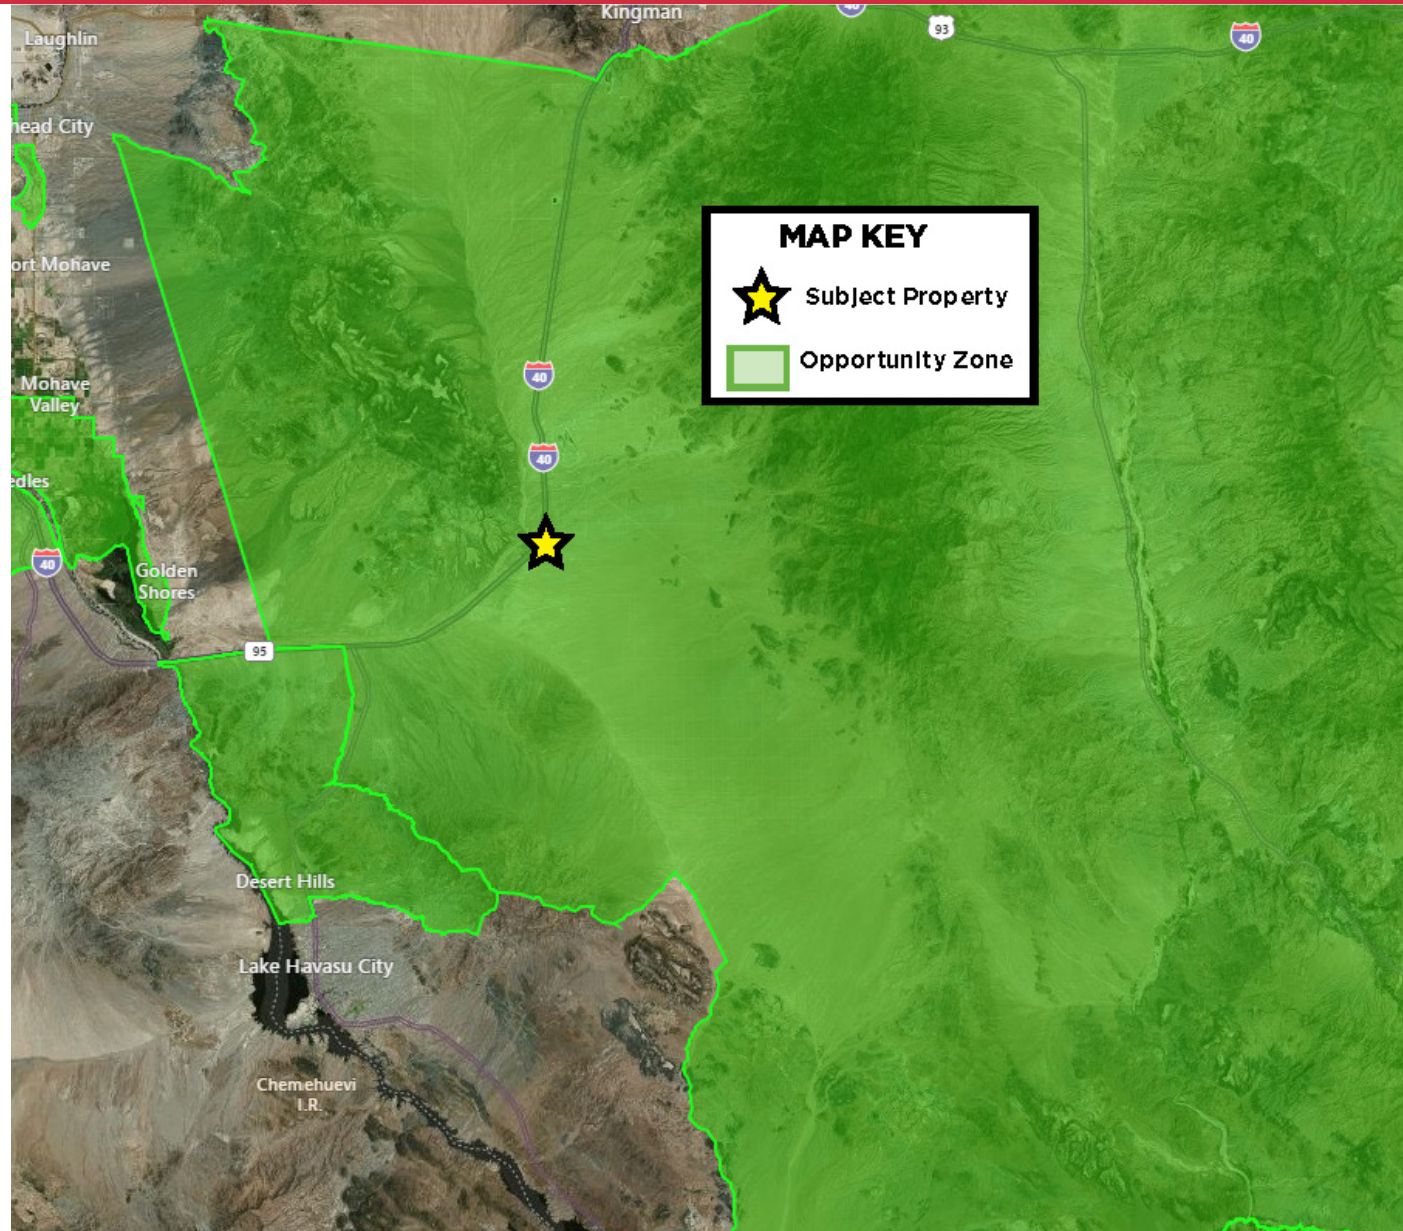 Kingman
40
93
40
Laughlin
head City
MAP KEY
ort Mohave
Subject Property
Opportunity Zone
40
Mohave
Valley
40
edles
40
Golden
Shores
95
Desert Hills
Lake Havasu City
Chemehuevi
I.R.